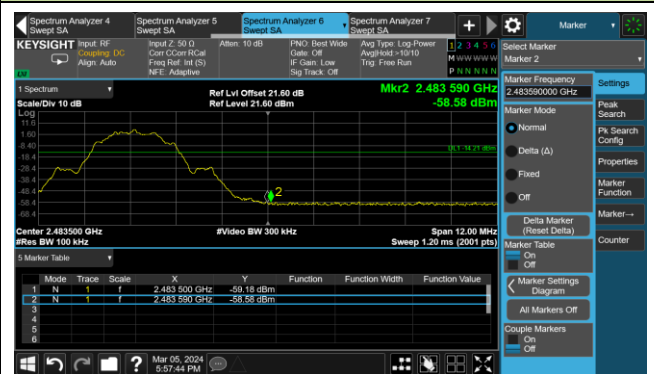 Spectrum Analyzer 4
Swept SA
Spectrum Analyzer 5
Swept SA
Spectrum Analyzer 6
Swept SA
Spectrum Analyzer 7
Swept SA
+
Marker
KEYSIGHT
Input: RF
Coupling: DC
Align: Auto
Input Z: 50 Ω
Corr CCorr RCal
Freq Ref: Int (S)
NFE: Adaptive
Atten: 10 dB
PNO: Best Wide
Gate: Off
IF Gain: Low
Sig Track: Off
Avg Type: Log-Power
Avg|Hold:>10/10
Trig: Free Run
1 2 3 4 5 6
M W W W W W
P N N N N N
LXI
Select Marker
Marker 2
1 Spectrum
Scale/Div 10 dB
Ref Lvl Offset 21.60 dB
Ref Level 21.60 dBm
Mkr2 2.483 590 GHz
-58.58 dBm
Log
11.6
1.60
-8.40
-18.4
-28.4
-38.4
-48.4
-58.4
-68.4
DL1 -14.21 dBm
2
Center 2.483500 GHz
#Res BW 100 kHz
#Video BW 300 kHz
Span 12.00 MHz
Sweep 1.20 ms (2001 pts)
5 Marker Table
Mode Trace Scale X Y Function Function Width Function Value
1 N 1 f 2.483 500 GHz -59.18 dBm
2 N 1 f 2.483 590 GHz -58.58 dBm
3
4
5
6
Marker Frequency
2.483590000 GHz
Marker Mode
Normal
Delta (Δ)
Fixed
Off
Delta Marker
(Reset Delta)
Marker Table
On
Off
Marker Settings
Diagram
All Markers Off
Couple Markers
On
Off
Settings
Peak
Search
Pk Search
Config
Properties
Marker
Function
Marker→
Counter
?
Mar 05, 2024
5:57:44 PM